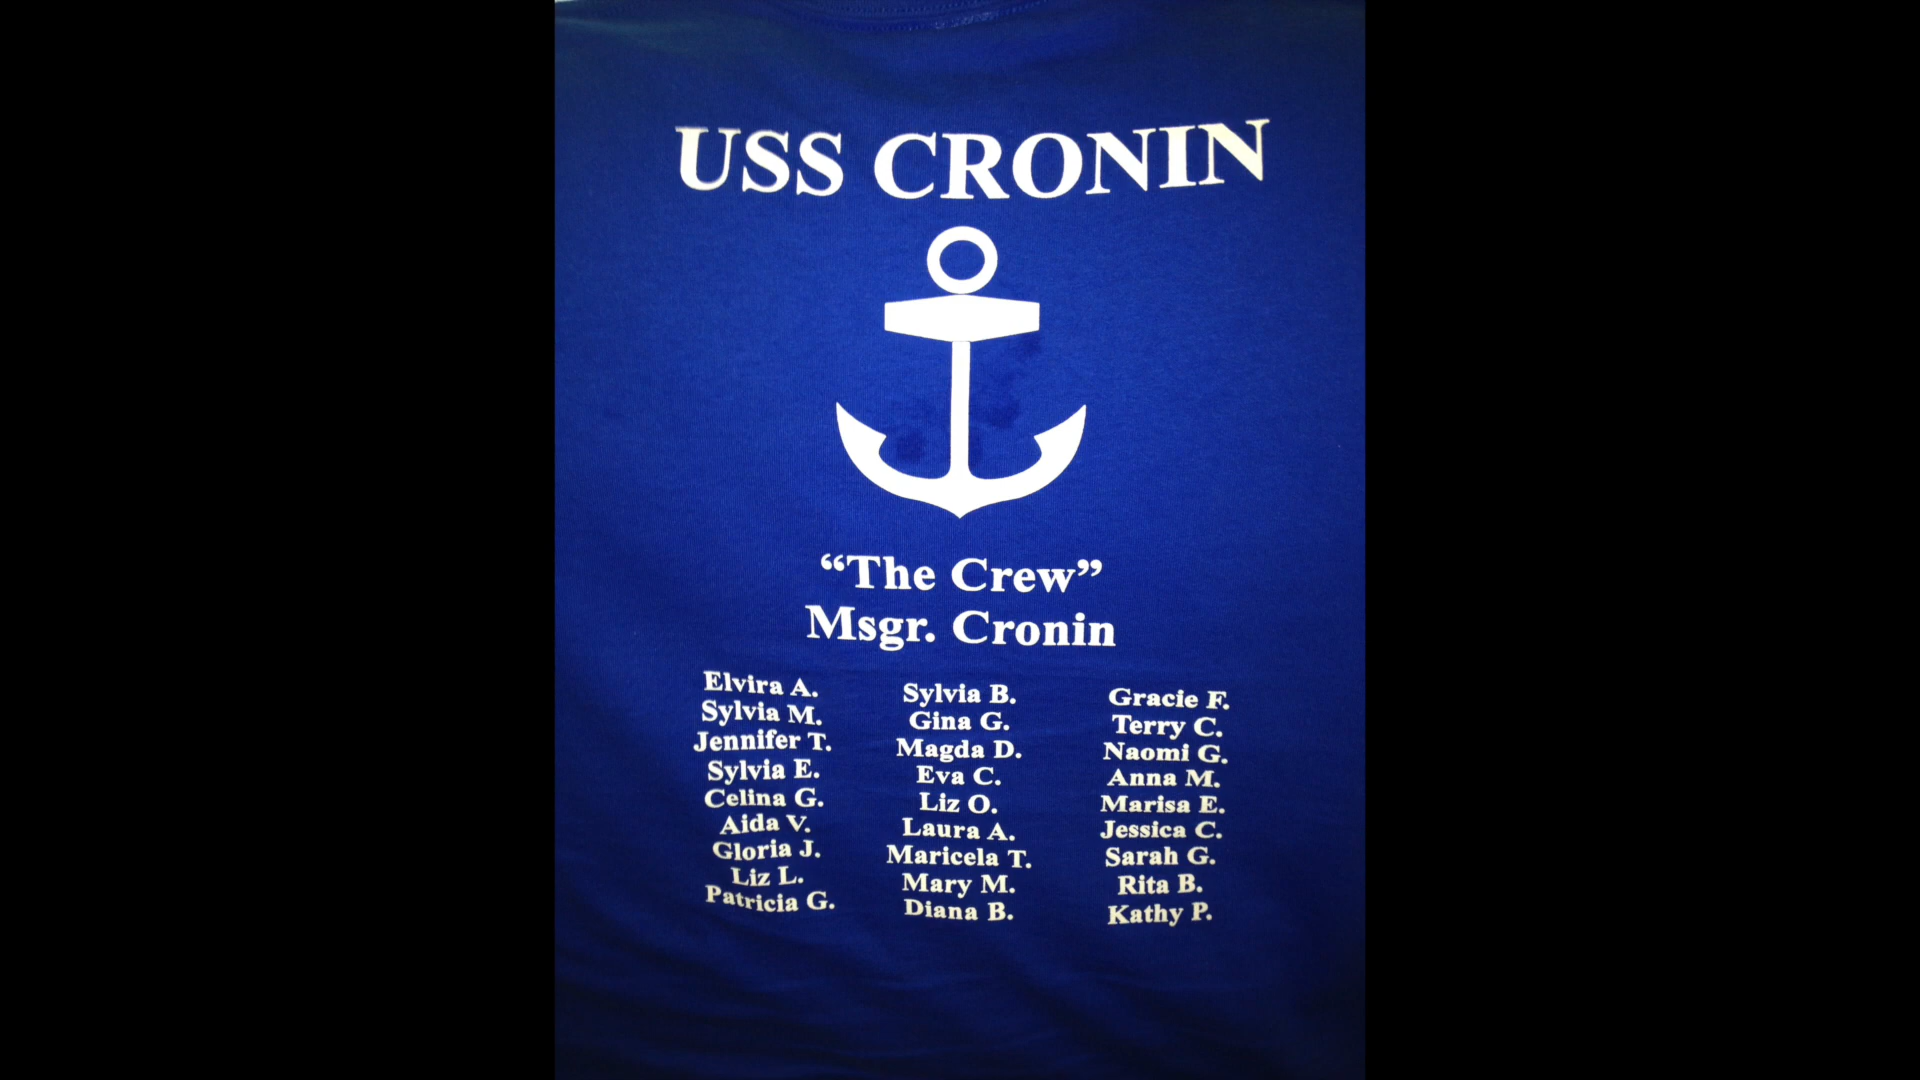 USS CRONIN
“The Crew”
Msgr. Cronin
Elvira A.
Sylvia M.
Jennifer T.
Sylvia E.
Celina G.
Aida V.
Gloria J.
Liz L.
Patricia G.
Sylvia B.
Gina G.
Magda D.
Eva C.
Liz O.
Laura A.
Maricela T.
Mary M.
Diana B.
Gracie F.
Terry C.
Naomi G.
Anna M.
Marisa E.
Jessica C.
Sarah G.
Rita B.
Kathy P.